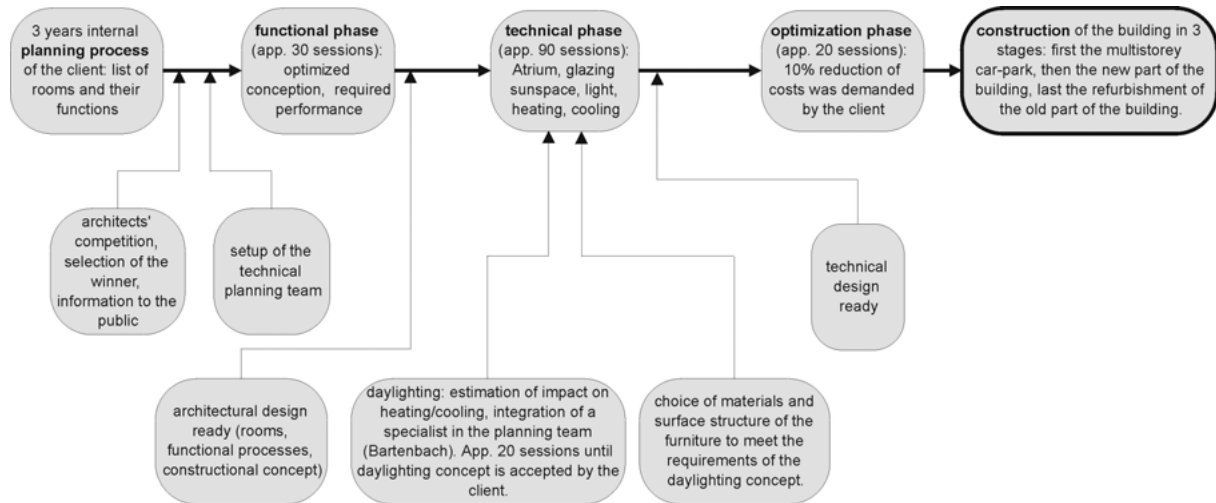 3 years internal
planning process
of the client: list of
rooms and their
functions
functional phase
(app. 30 sessions):
optimized
conception, required
performance
technical phase
(app. 90 sessions):
Atrium, glazing
sunspace, light,
heating, cooling
optimization phase
(app. 20 sessions):
10% reduction of
costs was demanded
by the client
construction of the building in 3
stages: first the multistorey
car-park, then the new part of the
building, last the refurbishment of
the old part of the building.
architects'
competition,
selection of the
winner,
information to the
public
setup of the
technical
planning team
technical
design
ready
architectural design
ready (rooms,
functional processes,
constructional concept)
daylighting: estimation of impact on
heating/cooling, integration of a
specialist in the planning team
(Bartenbach). App. 20 sessions until
daylighting concept is accepted by the
client.
choice of materials and
surface structure of the
furniture to meet the
requirements of the
daylighting concept.